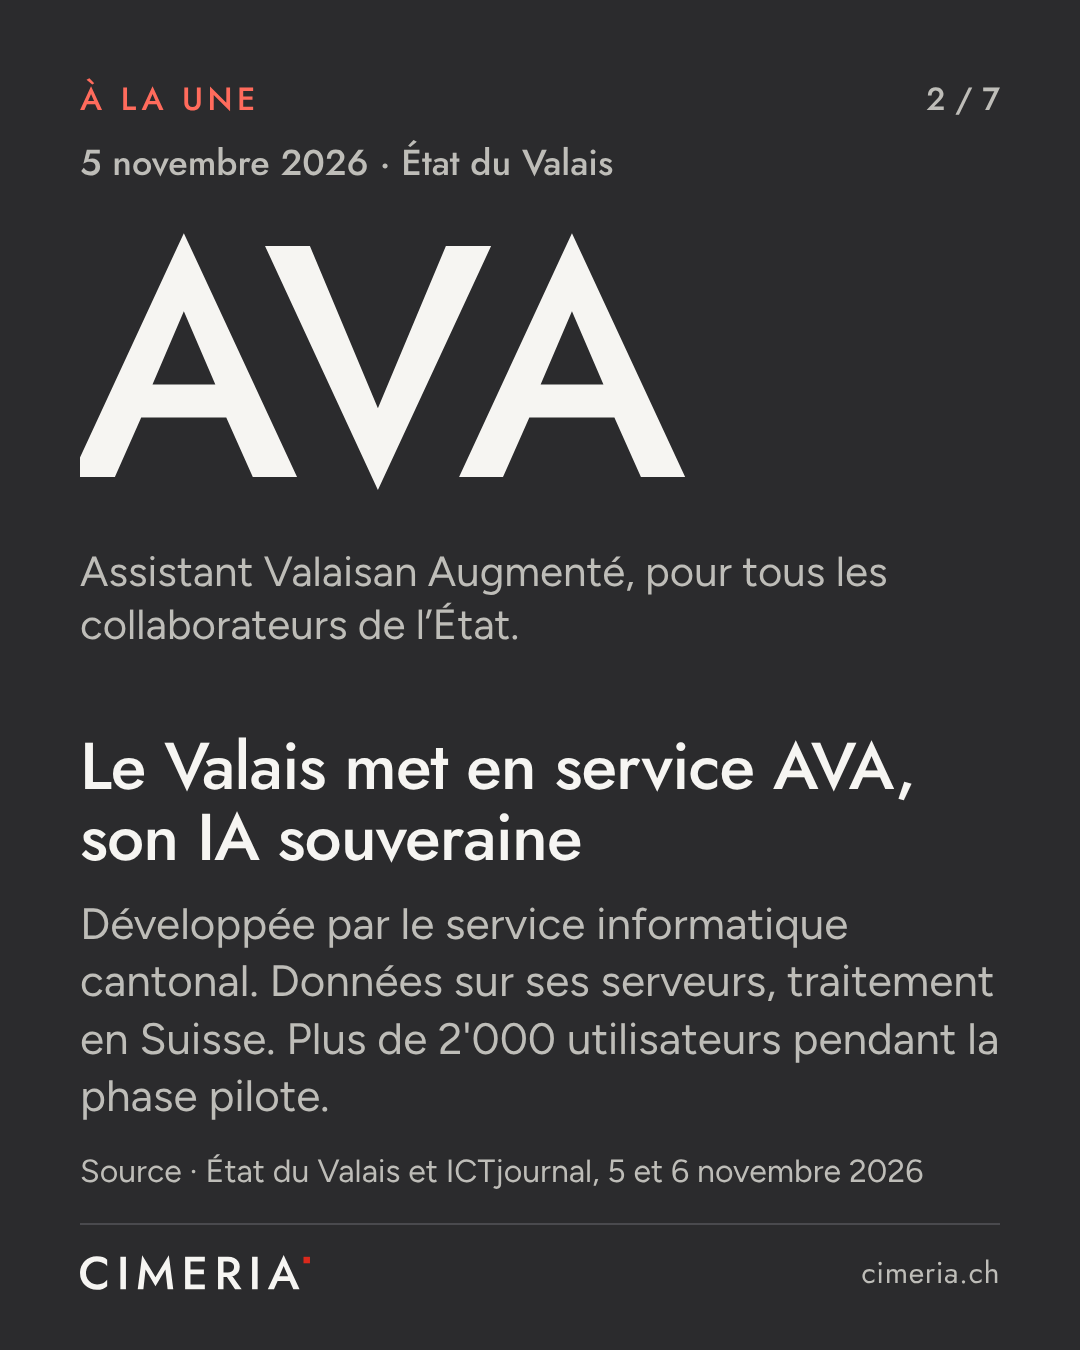 À LA UNE
2 / 7
5 novembre 2026 · État du Valais
AVA
Assistant Valaisan Augmenté, pour tous les
collaborateurs de l’État.
Le Valais met en service AVA,
son IA souveraine
Développée par le service informatique
cantonal. Données sur ses serveurs, traitement
en Suisse. Plus de 2'000 utilisateurs pendant la
phase pilote.
Source · État du Valais et ICTjournal, 5 et 6 novembre 2026
CIMERIA
cimeria.ch